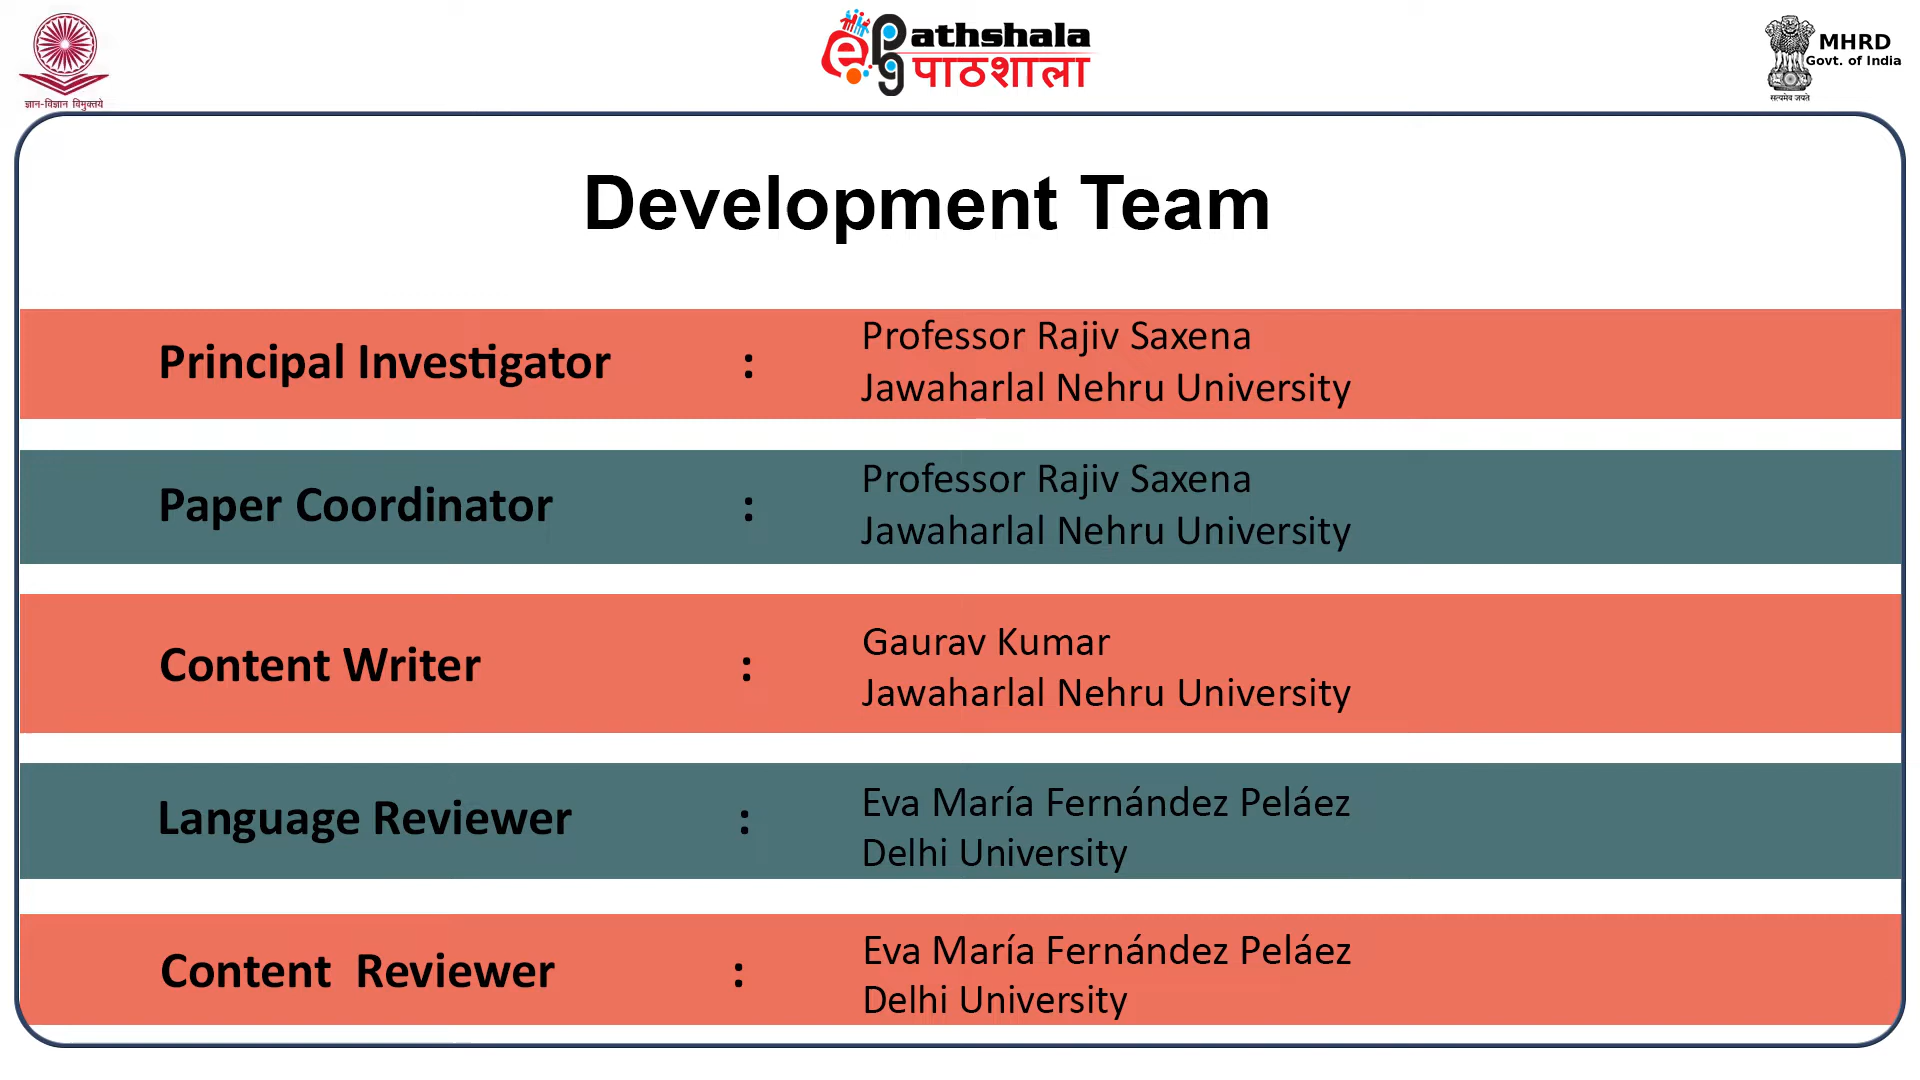 ज्ञान-विज्ञान विमुक्तये
ePathshala
पाठशाला
सत्यमेव जयते
MHRD
Govt. of India
Development Team
Principal Investigator : Professor Rajiv Saxena
Jawaharlal Nehru University
Paper Coordinator : Professor Rajiv Saxena
Jawaharlal Nehru University
Content Writer : Gaurav Kumar
Jawaharlal Nehru University
Language Reviewer : Eva María Fernández Peláez
Delhi University
Content Reviewer : Eva María Fernández Peláez
Delhi University